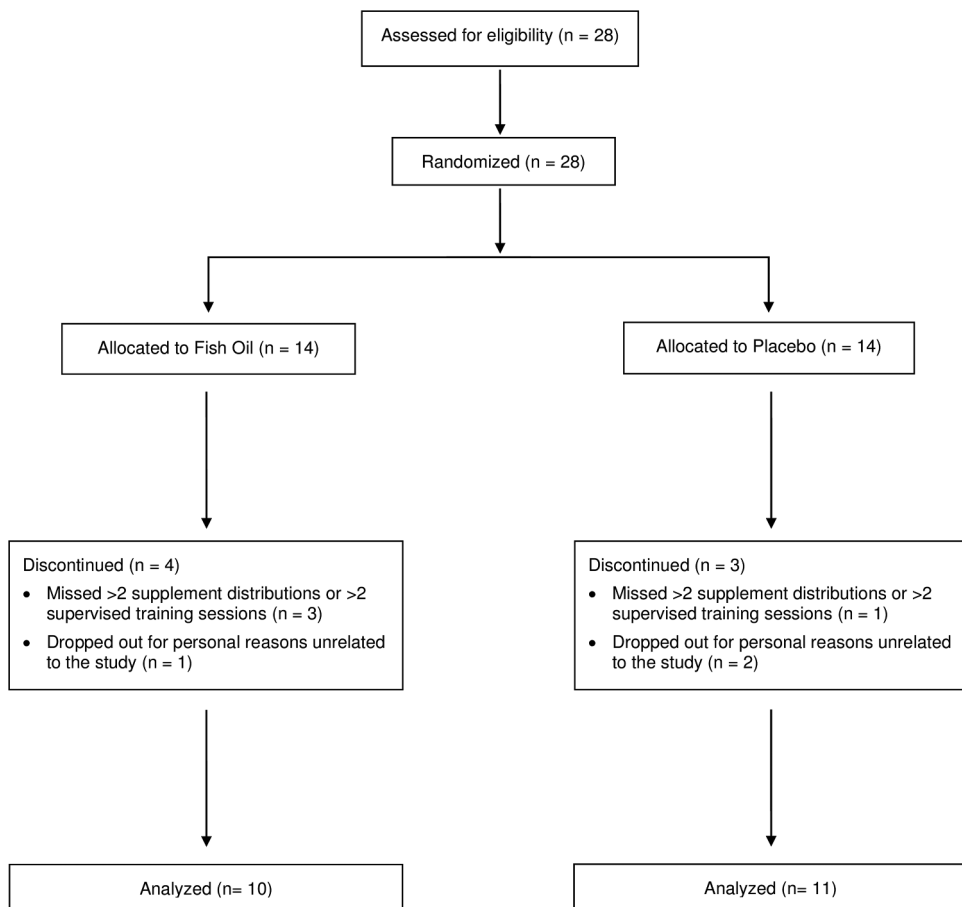 Assessed for eligibility (n = 28)
Randomized (n = 28)
Allocated to Fish Oil (n = 14)
Allocated to Placebo (n = 14)
Discontinued (n = 4)
• Missed >2 supplement distributions or >2
supervised training sessions (n = 3)
• Dropped out for personal reasons unrelated
to the study (n = 1)
Discontinued (n = 3)
• Missed >2 supplement distributions or >2
supervised training sessions (n = 1)
• Dropped out for personal reasons unrelated
to the study (n = 2)
Analyzed (n= 10)
Analyzed (n= 11)